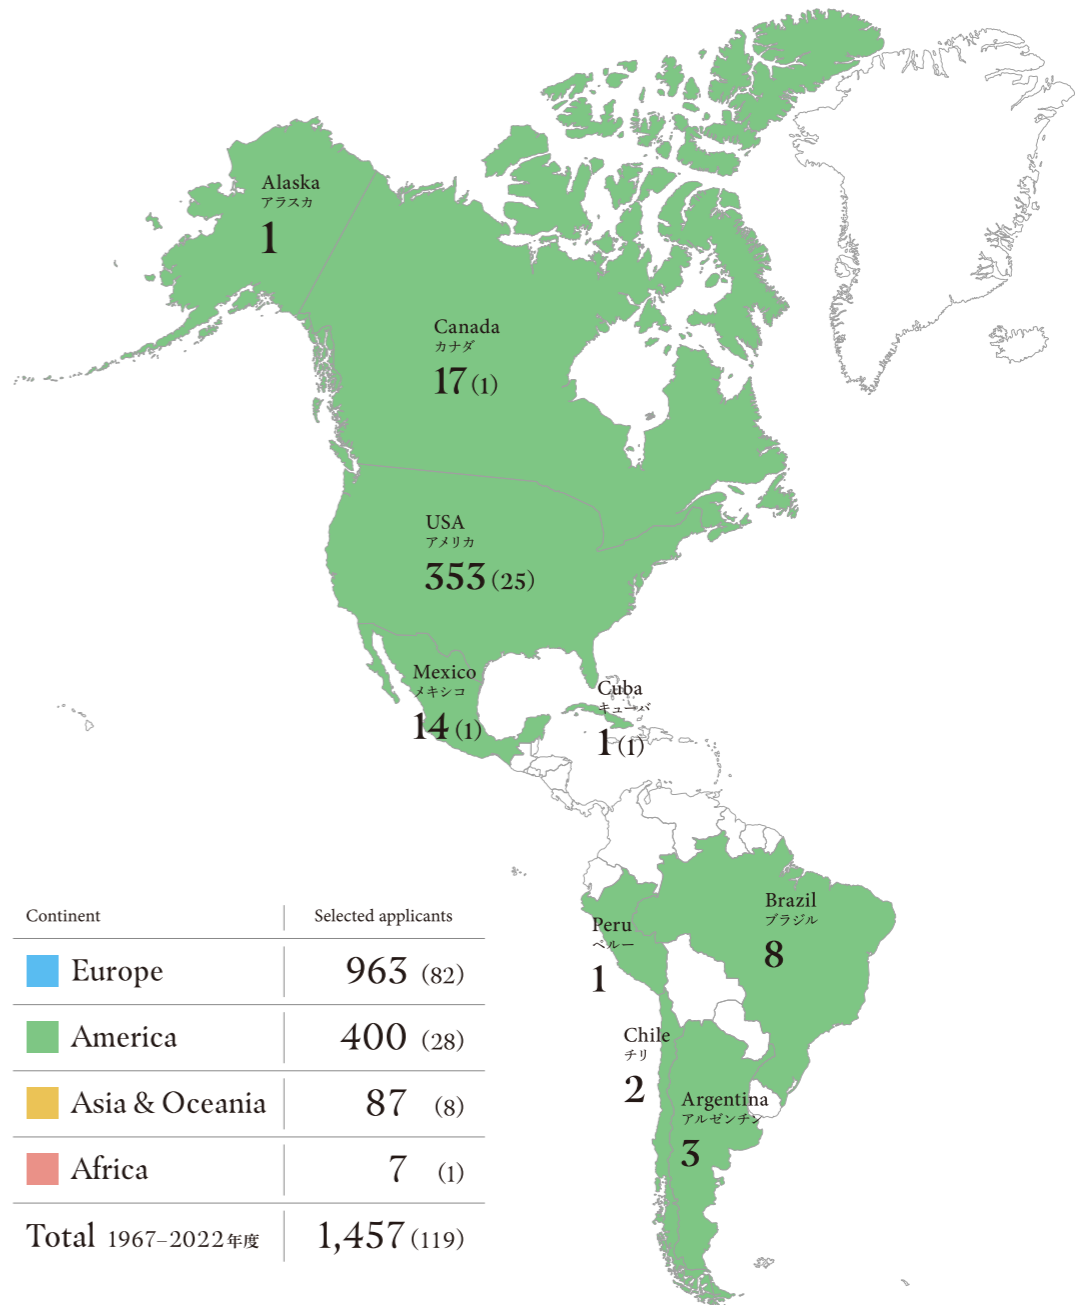 Alaska
アラスカ
1
Canada
カナダ
17 (1)
USA
アメリカ
353 (25)
Mexico
メキシコ
14 (1)
Cuba
キューバ
1 (1)
Brazil
ブラジル
8
Peru
ペルー
1
Chile
チリ
2
Argentina
アルゼンチン
3
Continent Selected applicants
Europe 963 (82)
America 400 (28)
Asia & Oceania 87 (8)
Africa 7 (1)
Total 1967–2022年度 1,457 (119)